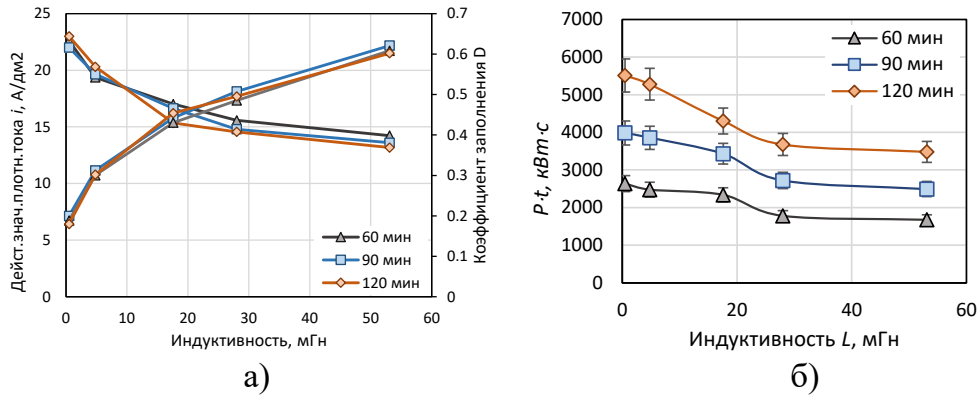 Дейст.знач.плотн.тока i, А/дм2
25
20
15
10
5
0
0 10 20 30 40 50 60
Индуктивность, мГн
0.7
0.6
0.5
0.4
0.3
0.2
0.1
0
Коэффициент заполнения D
60 мин
90 мин
120 мин
а)
P·t, кВт·с
7000
6000
5000
4000
3000
2000
1000
0
0 20 40 60
Индуктивность L, мГн
60 мин
90 мин
120 мин
б)